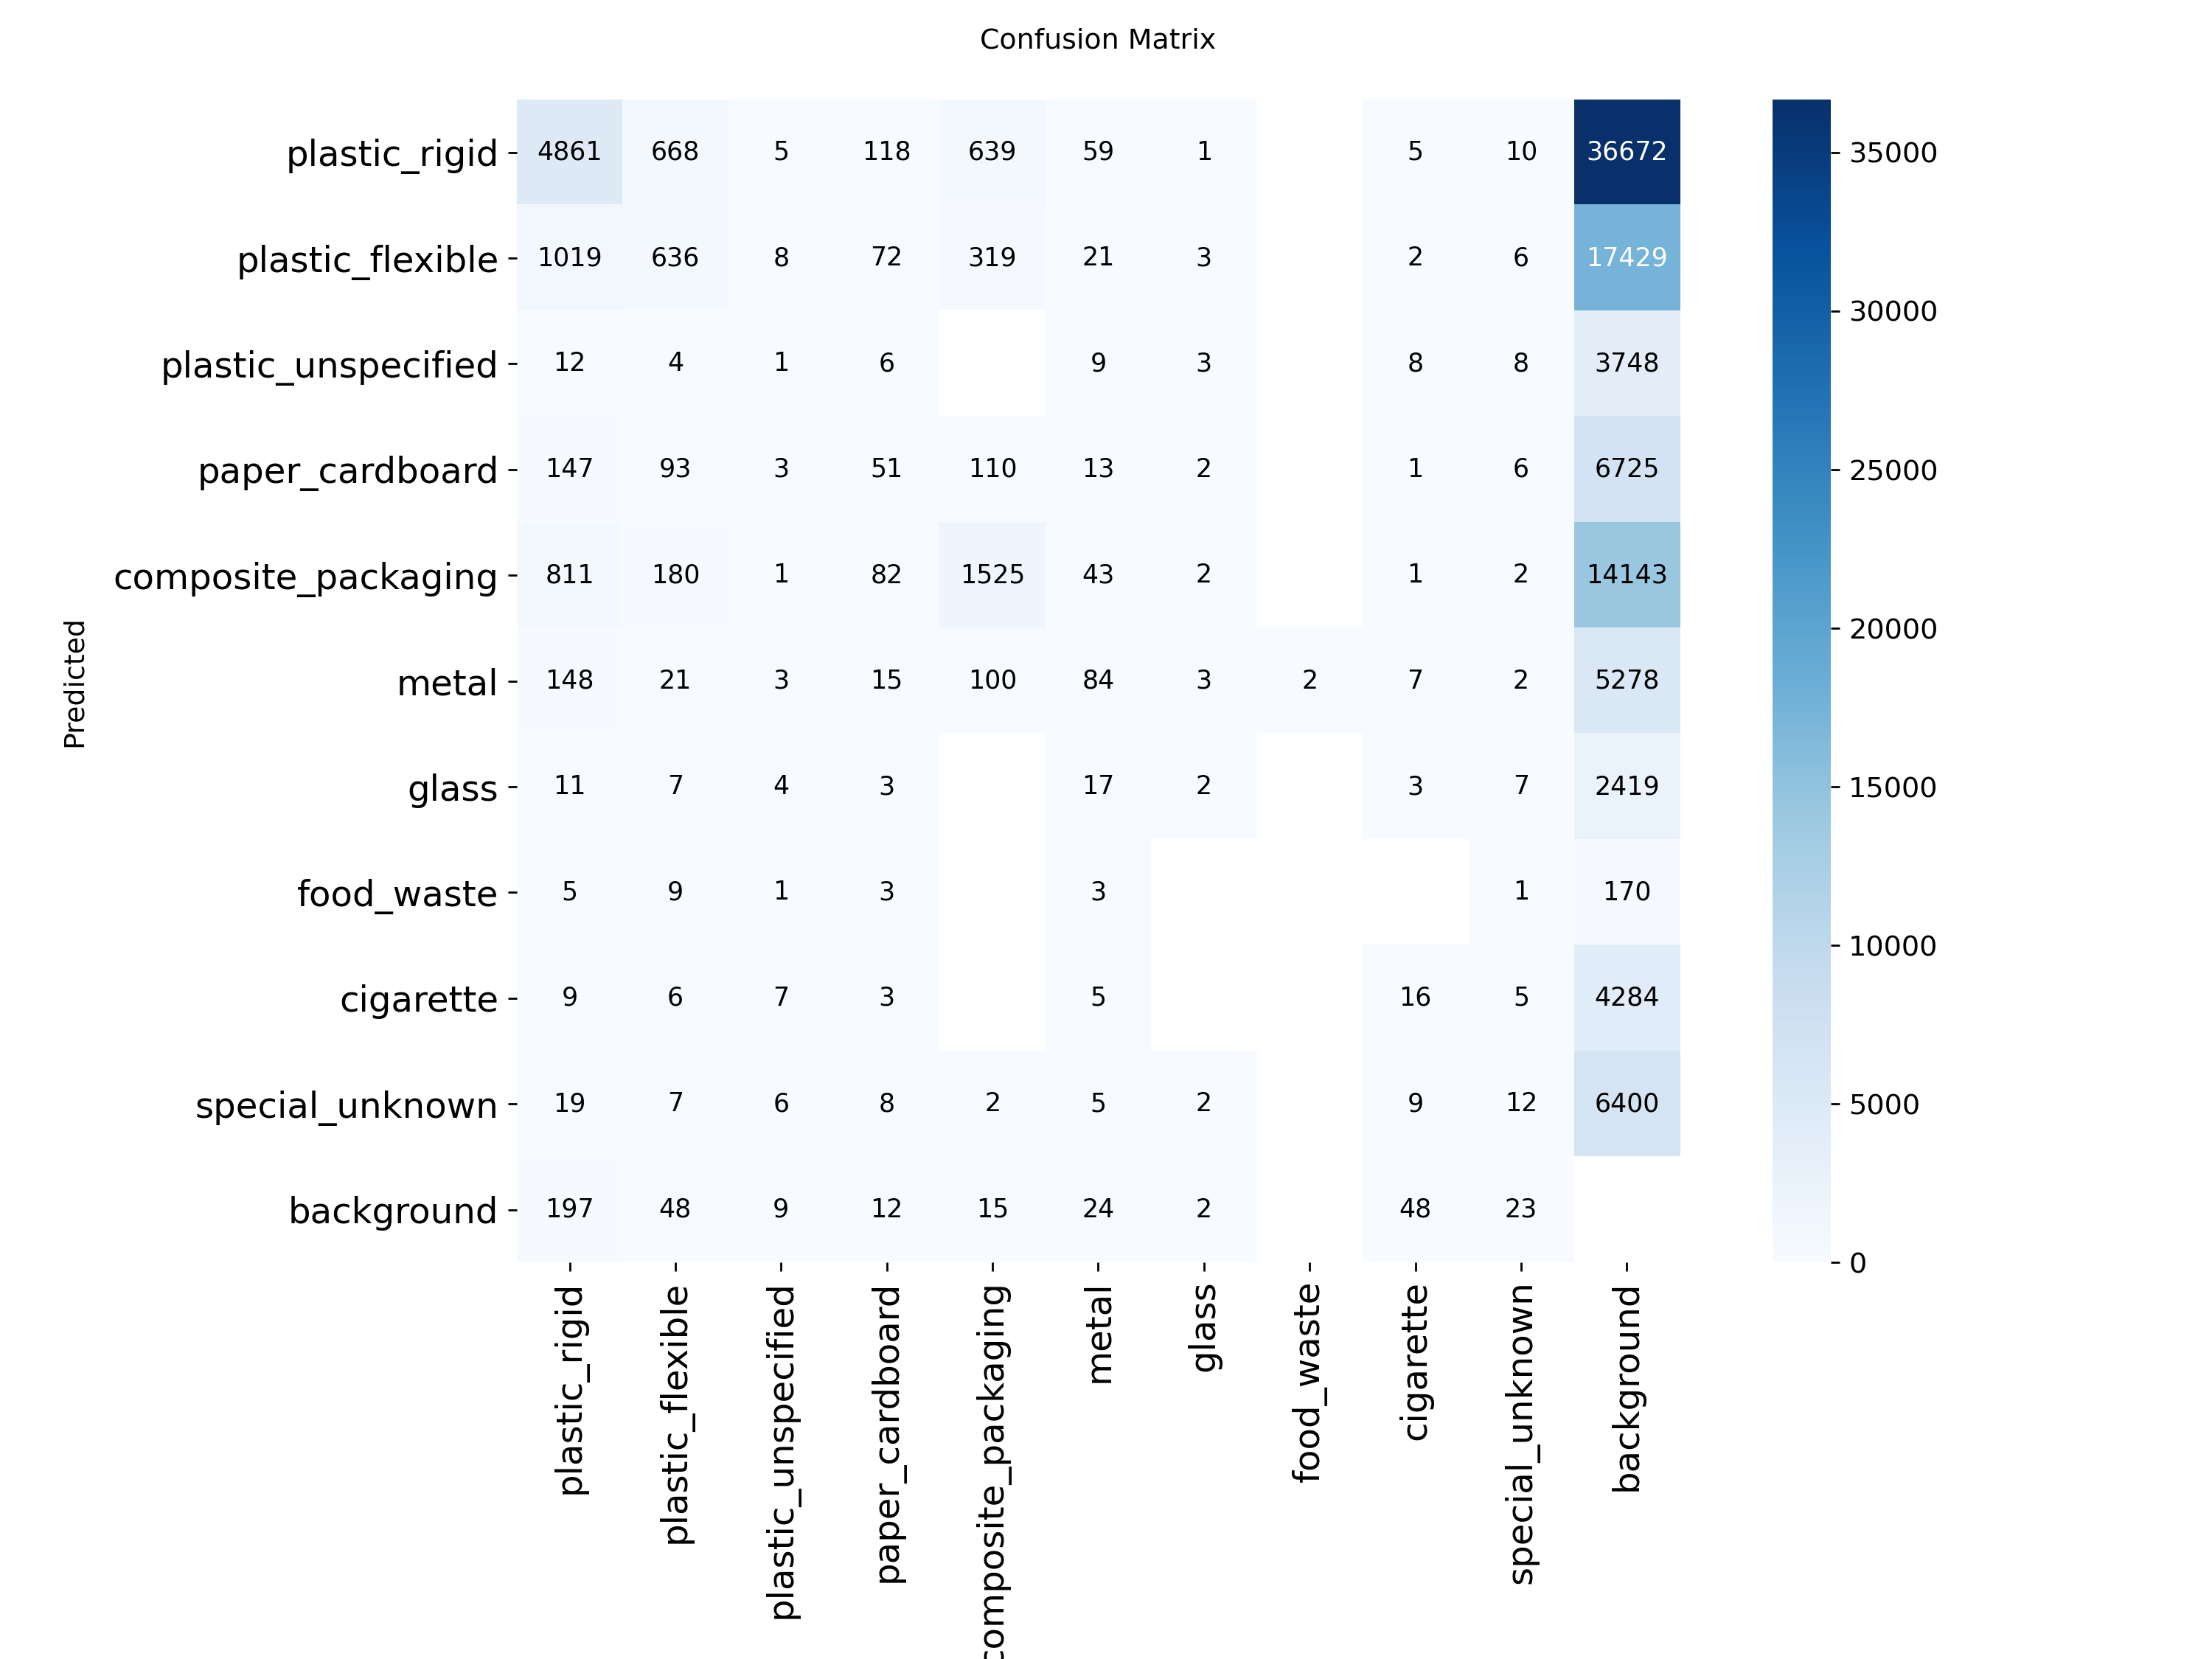 Confusion Matrix
plastic_rigid 4861 668 5 118 639 59 1 5 10 36672
plastic_flexible 1019 636 8 72 319 21 3 2 6 17429
plastic_unspecified 12 4 1 6 9 3 8 8 3748
paper_cardboard 147 93 3 51 110 13 2 1 6 6725
composite_packaging 811 180 1 82 1525 43 2 1 2 14143
metal 148 21 3 15 100 84 3 2 7 2 5278
glass 11 7 4 3 17 2 3 7 2419
food_waste 5 9 1 3 3 1 170
cigarette 9 6 7 3 5 16 5 4284
special_unknown 19 7 6 8 2 5 2 9 12 6400
background 197 48 9 12 15 24 2 48 23
Predicted
plastic_rigid
plastic_flexible
plastic_unspecified
paper_cardboard
composite_packaging
metal
glass
food_waste
cigarette
special_unknown
background
35000
30000
25000
20000
15000
10000
5000
0